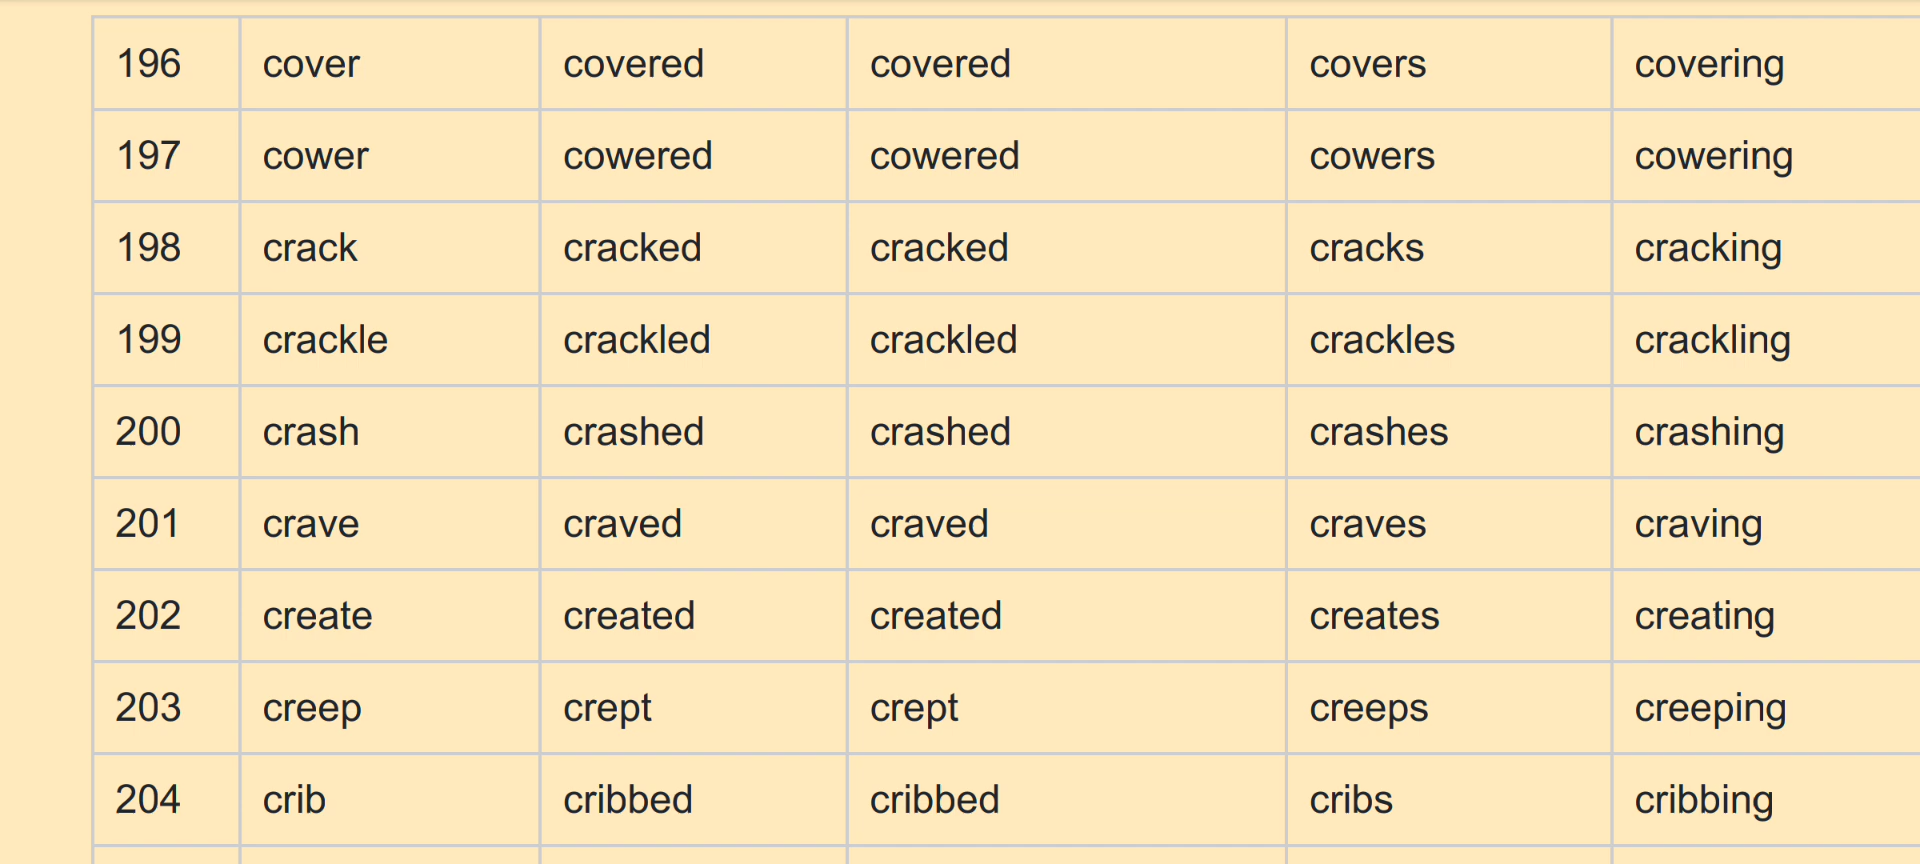 196 cover covered covered covers covering
197 cower cowered cowered cowers cowering
198 crack cracked cracked cracks cracking
199 crackle crackled crackled crackles crackling
200 crash crashed crashed crashes crashing
201 crave craved craved craves craving
202 create created created creates creating
203 creep crept crept creeps creeping
204 crib cribbed cribbed cribs cribbing